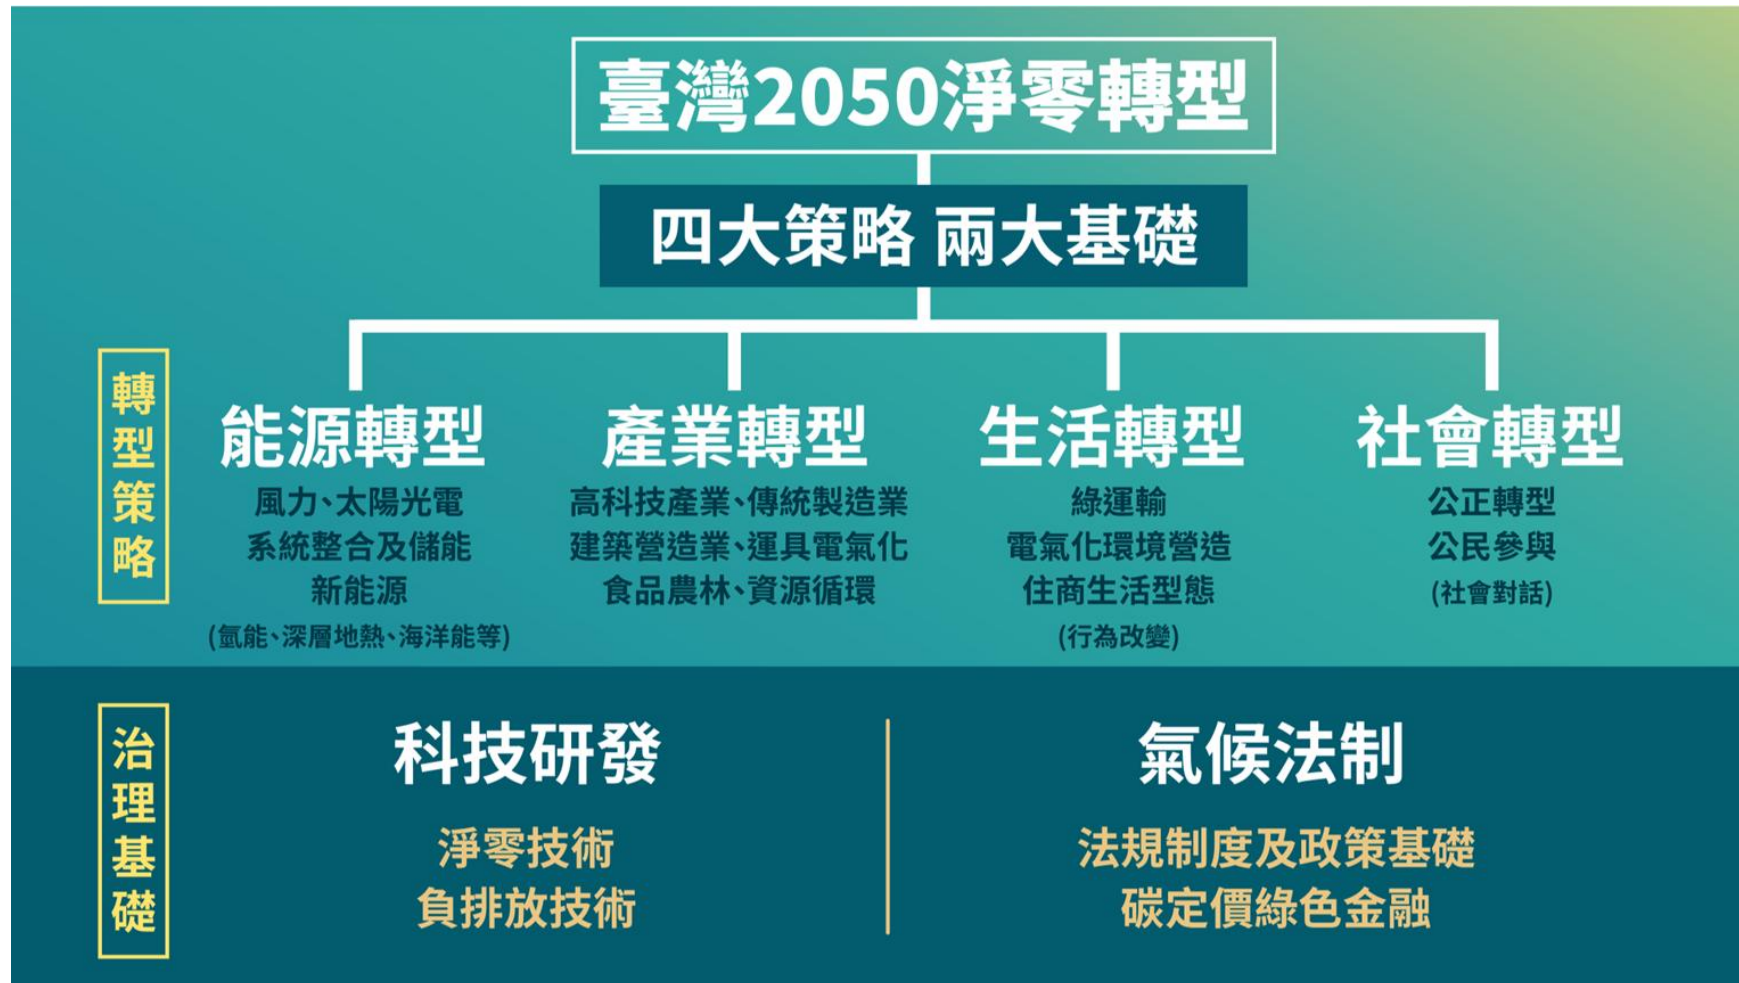 臺灣2050淨零轉型
四大策略 兩大基礎
轉型策略
能源轉型
風力、太陽光電
系統整合及儲能
新能源
(氫能、深層地熱、海洋能等)
產業轉型
高科技產業、傳統製造業
建築營造業、運具電氣化
食品農林、資源循環
生活轉型
綠運輸
電氣化環境營造
住商生活型態
(行為改變)
社會轉型
公正轉型
公民參與
(社會對話)
治理基礎
科技研發
淨零技術
負排放技術
氣候法制
法規制度及政策基礎
碳定價綠色金融